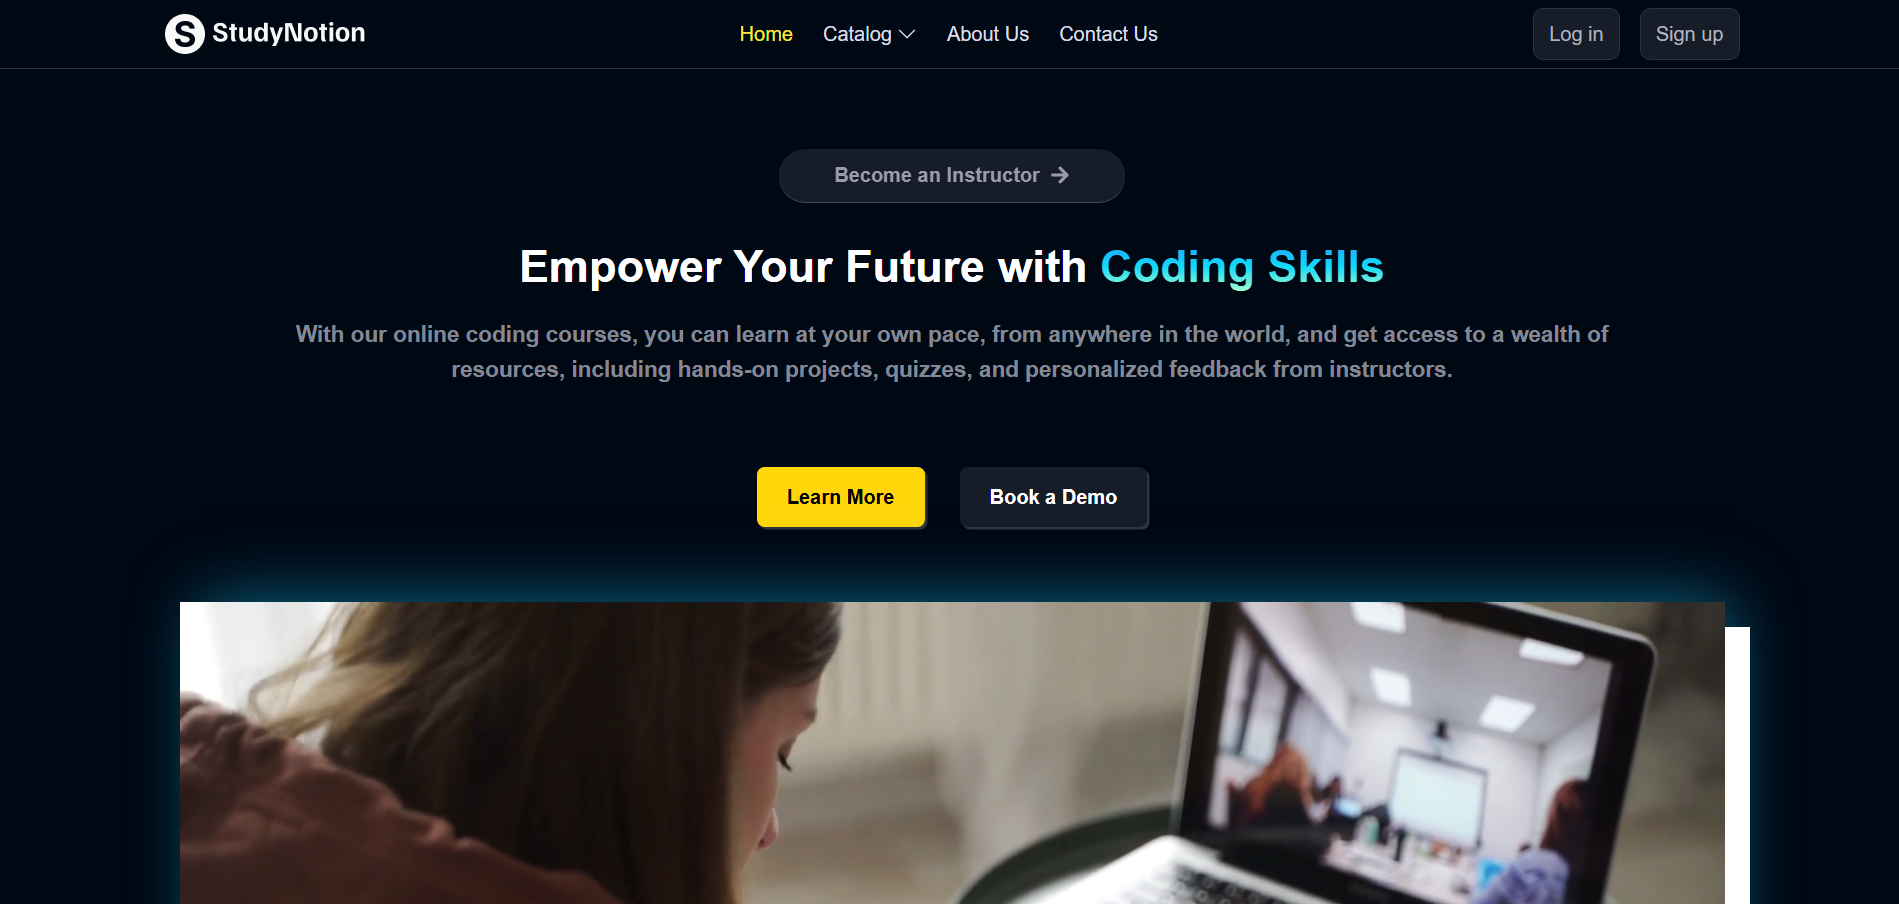 S StudyNotion
Home Catalog About Us Contact Us
Log in Sign up
Become an Instructor
Empower Your Future with Coding Skills
With our online coding courses, you can learn at your own pace, from anywhere in the world, and get access to a wealth of
resources, including hands-on projects, quizzes, and personalized feedback from instructors.
Learn More Book a Demo